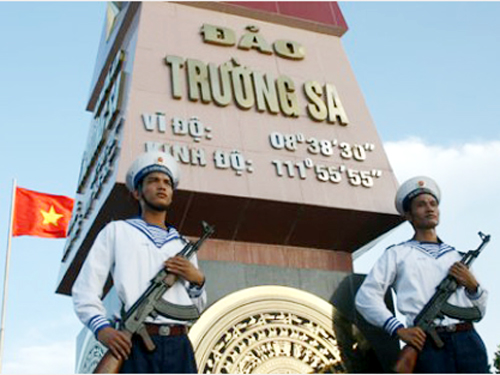 ĐẢO
TRƯỜNG SA
VĨ ĐỘ: 08° 38' 30"
KINH ĐỘ: 111° 55' 55"